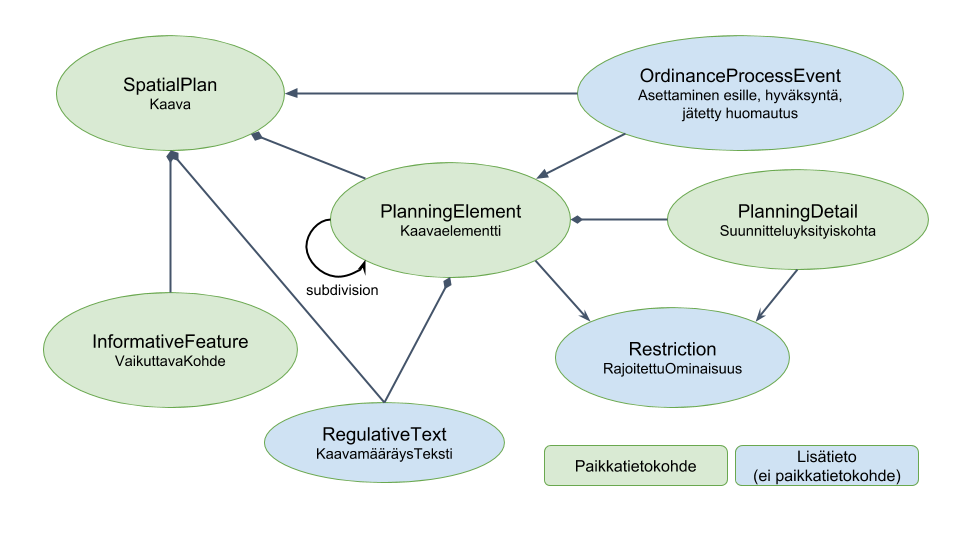 SpatialPlan
Kaava
OrdinanceProcessEvent
Asettaminen esille, hyväksyntä,
jätetty huomautus
PlanningElement
Kaavaelementti
PlanningDetail
Suunnitteluyksityiskohta
subdivision
InformativeFeature
VaikuttavaKohde
Restriction
RajoitettuOminaisuus
RegulativeText
KaavamääräysTeksti
Paikkatietokohde
Lisätieto
(ei paikkatietokohde)